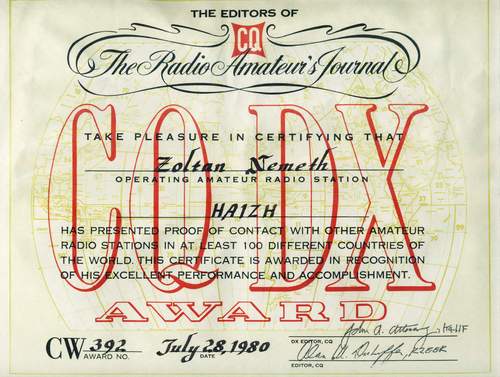 THE EDITORS OF
CQ
The Radio Amateur's Journal
CQ DX
TAKE PLEASURE IN CERTIFYING THAT
Zoltan Nemeth
OPERATING AMATEUR RADIO STATION
HA1ZH
HAS PRESENTED PROOF OF CONTACT WITH OTHER AMATEUR
RADIO STATIONS IN AT LEAST 100 DIFFERENT COUNTRIES OF
THE WORLD. THIS CERTIFICATE IS AWARDED IN RECOGNITION
OF HIS EXCELLENT PERFORMANCE AND ACCOMPLISHMENT.
AWARD
John A.
DX EDITOR, CQ
CW 392 July 28, 1980
AWARD NO. DATE
Alan M. K2EEK
EDITOR, CQ